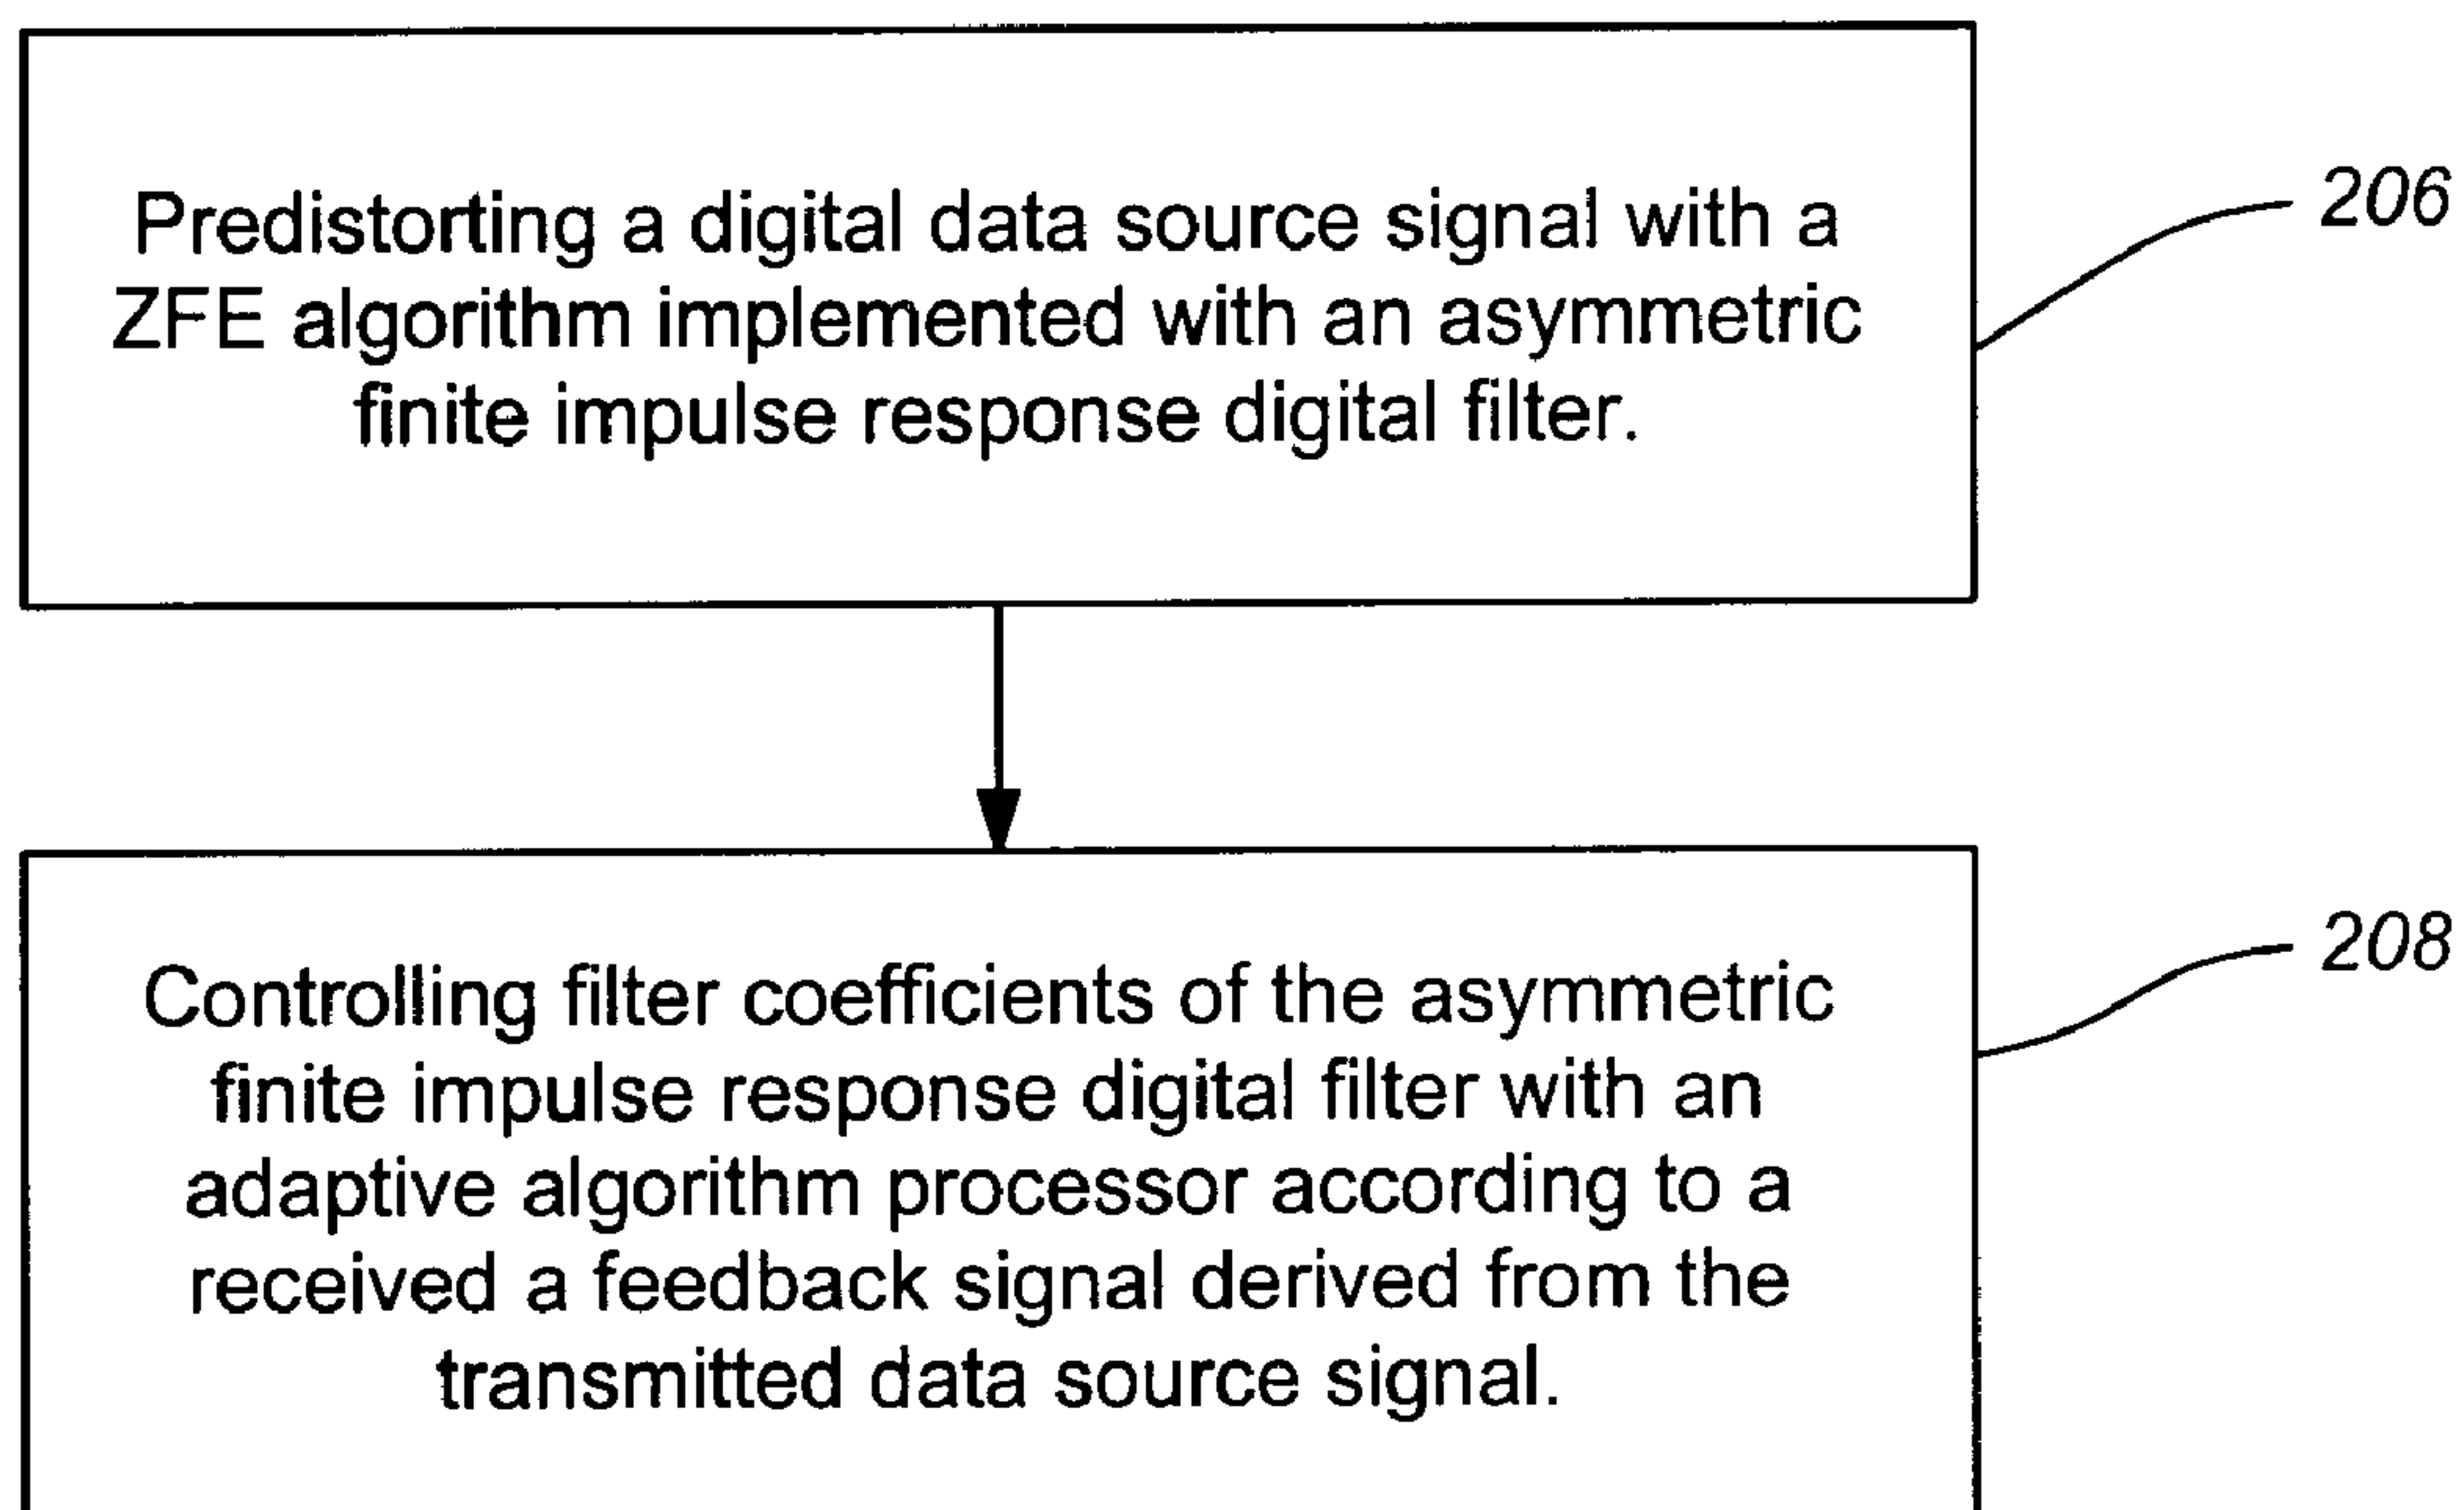 Predistorting a digital data source signal with a
ZFE algorithm implemented with an asymmetric
finite impulse response digital filter.
206
Controlling filter coefficients of the asymmetric
finite impulse response digital filter with an
adaptive algorithm processor according to a
received a feedback signal derived from the
transmitted data source signal.
208